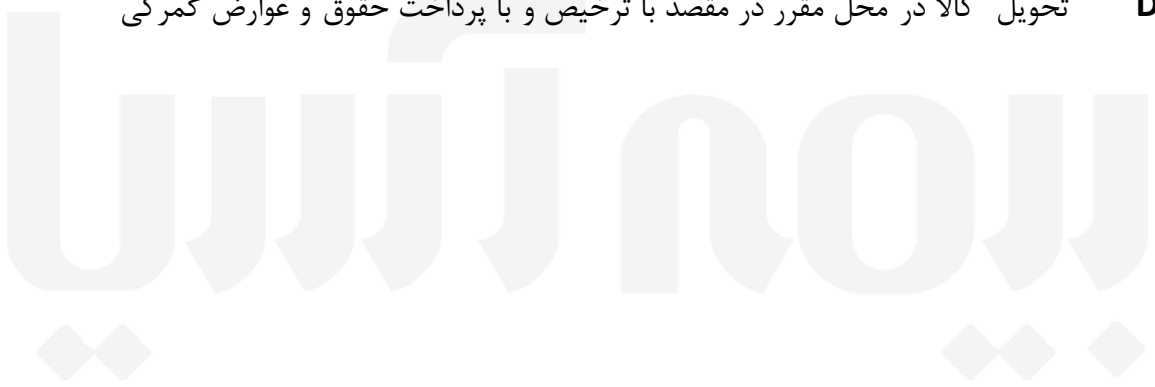 D تحویل کالا در محل مقرر در مقصد با ترخیص و با پرداخت حقوق و عوارض گمرکی
بیمه آسیا